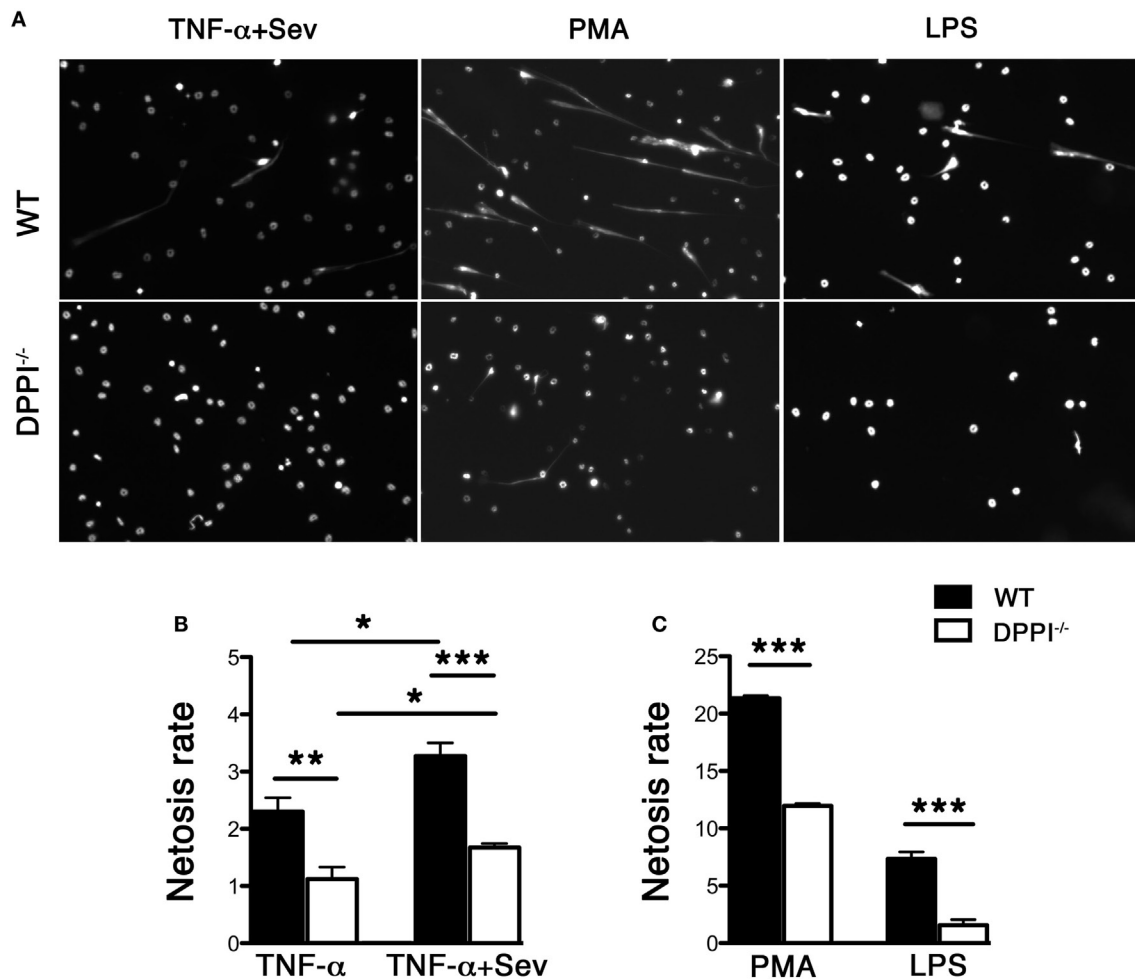 A
TNF-α+Sev PMA LPS
WT
DPPI-/-
WT
DPPI-/-
B
C
*
***
*
**
***
***
Netosis rate
5
4
3
2
1
0
TNF-α TNF-α+Sev
Netosis rate
25
20
15
10
5
0
PMA LPS